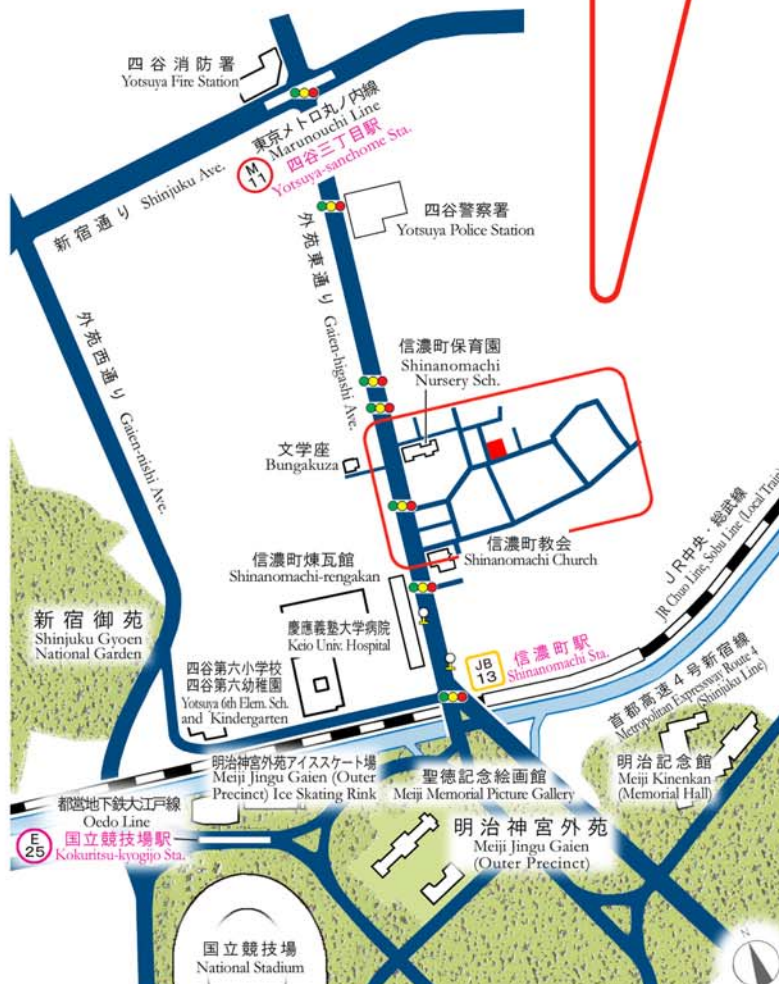 四谷消防署
Yotsuya Fire Station
東京メトロ丸ノ内線
Marunouchi Line
M
11
四谷三丁目駅
Yotsuya-sanchome Sta.
新宿通り Shinjuku Ave.
四谷警察署
Yotsuya Police Station
外苑東通り Gaien-higashi Ave.
外苑西通り Gaien-nishi Ave.
信濃町保育園
Shinanomachi
Nursery Sch.
文学座
Bungakuza
信濃町教会
Shinanomachi Church
信濃町煉瓦館
Shinanomachi-rengakan
JR中央・総武線
JR Chuo Line, Sobu Line (Local Train)
新宿御苑
Shinjuku Gyoen
National Garden
慶應義塾大学病院
Keio Univ. Hospital
四谷第六小学校
四谷第六幼稚園
Yotsuya 6th Elem. Sch.
and Kindergarten
JB
13
信濃町駅
Shinanomachi Sta.
首都高速4号新宿線
Metropolitan Expressway Route 4
(Shinjuku Line)
明治神宮外苑アイススケート場
Meiji Jingu Gaien (Outer
Precinct) Ice Skating Rink
聖徳記念絵画館
Meiji Memorial Picture Gallery
明治記念館
Meiji Kinenkan
(Memorial Hall)
都営地下鉄大江戸線
Oedo Line
E
25
国立競技場駅
Kokuritsu-kyogijo Sta.
明治神宮外苑
Meiji Jingu Gaien
(Outer Precinct)
国立競技場
National Stadium
N